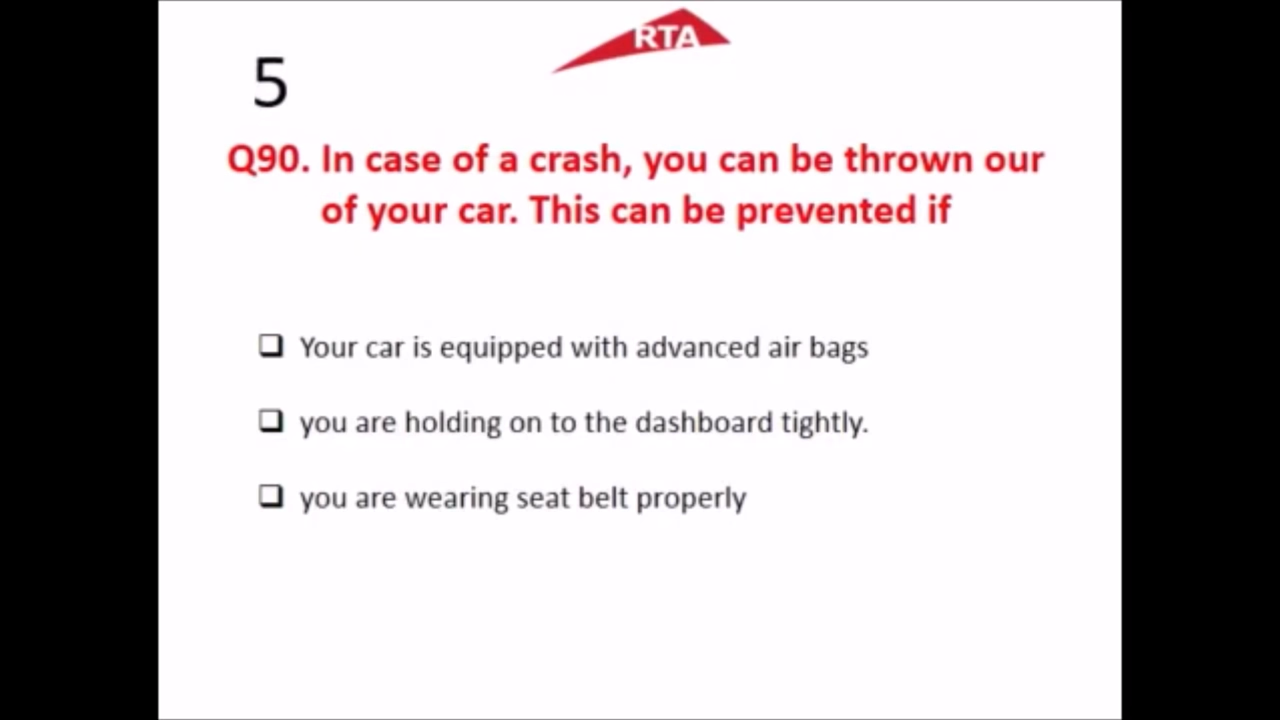 RTA
5
Q90. In case of a crash, you can be thrown our
of your car. This can be prevented if
Your car is equipped with advanced air bags
you are holding on to the dashboard tightly.
you are wearing seat belt properly